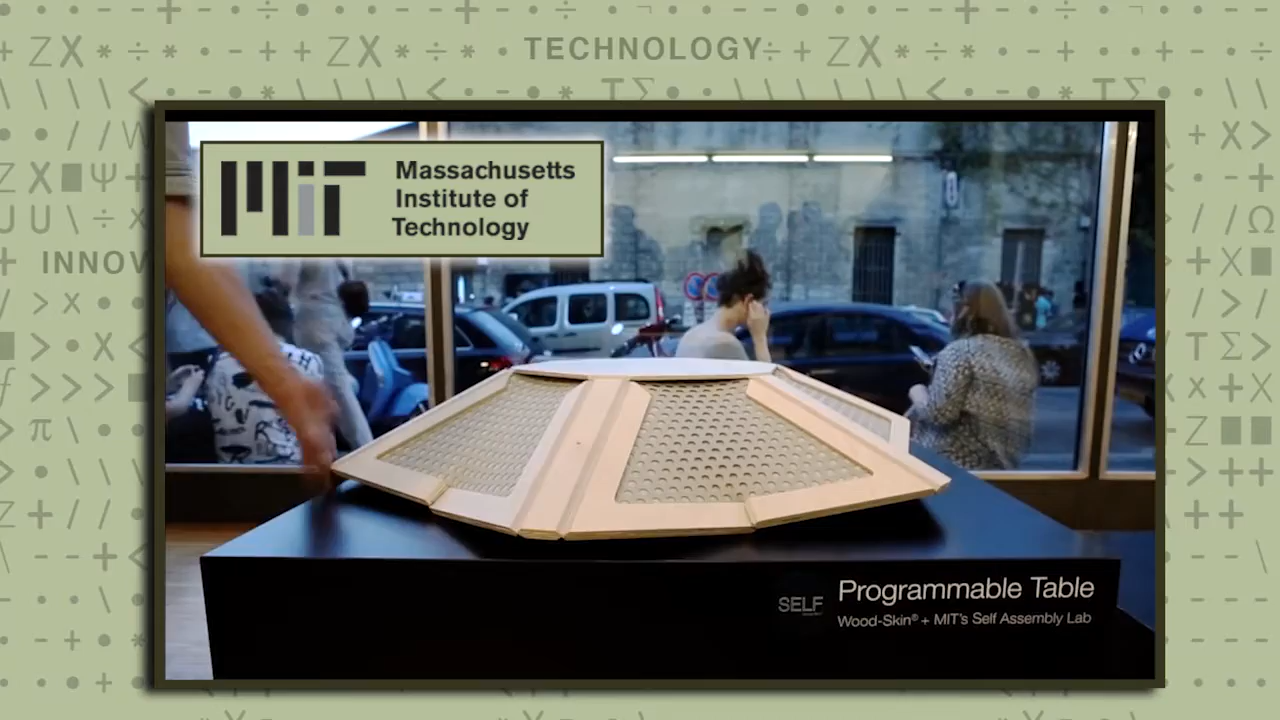 TECHNOLOGY
INNOV
MiT
Massachusetts
Institute of
Technology
SELF
Programmable Table
Wood-Skin® + MIT's Self Assembly Lab